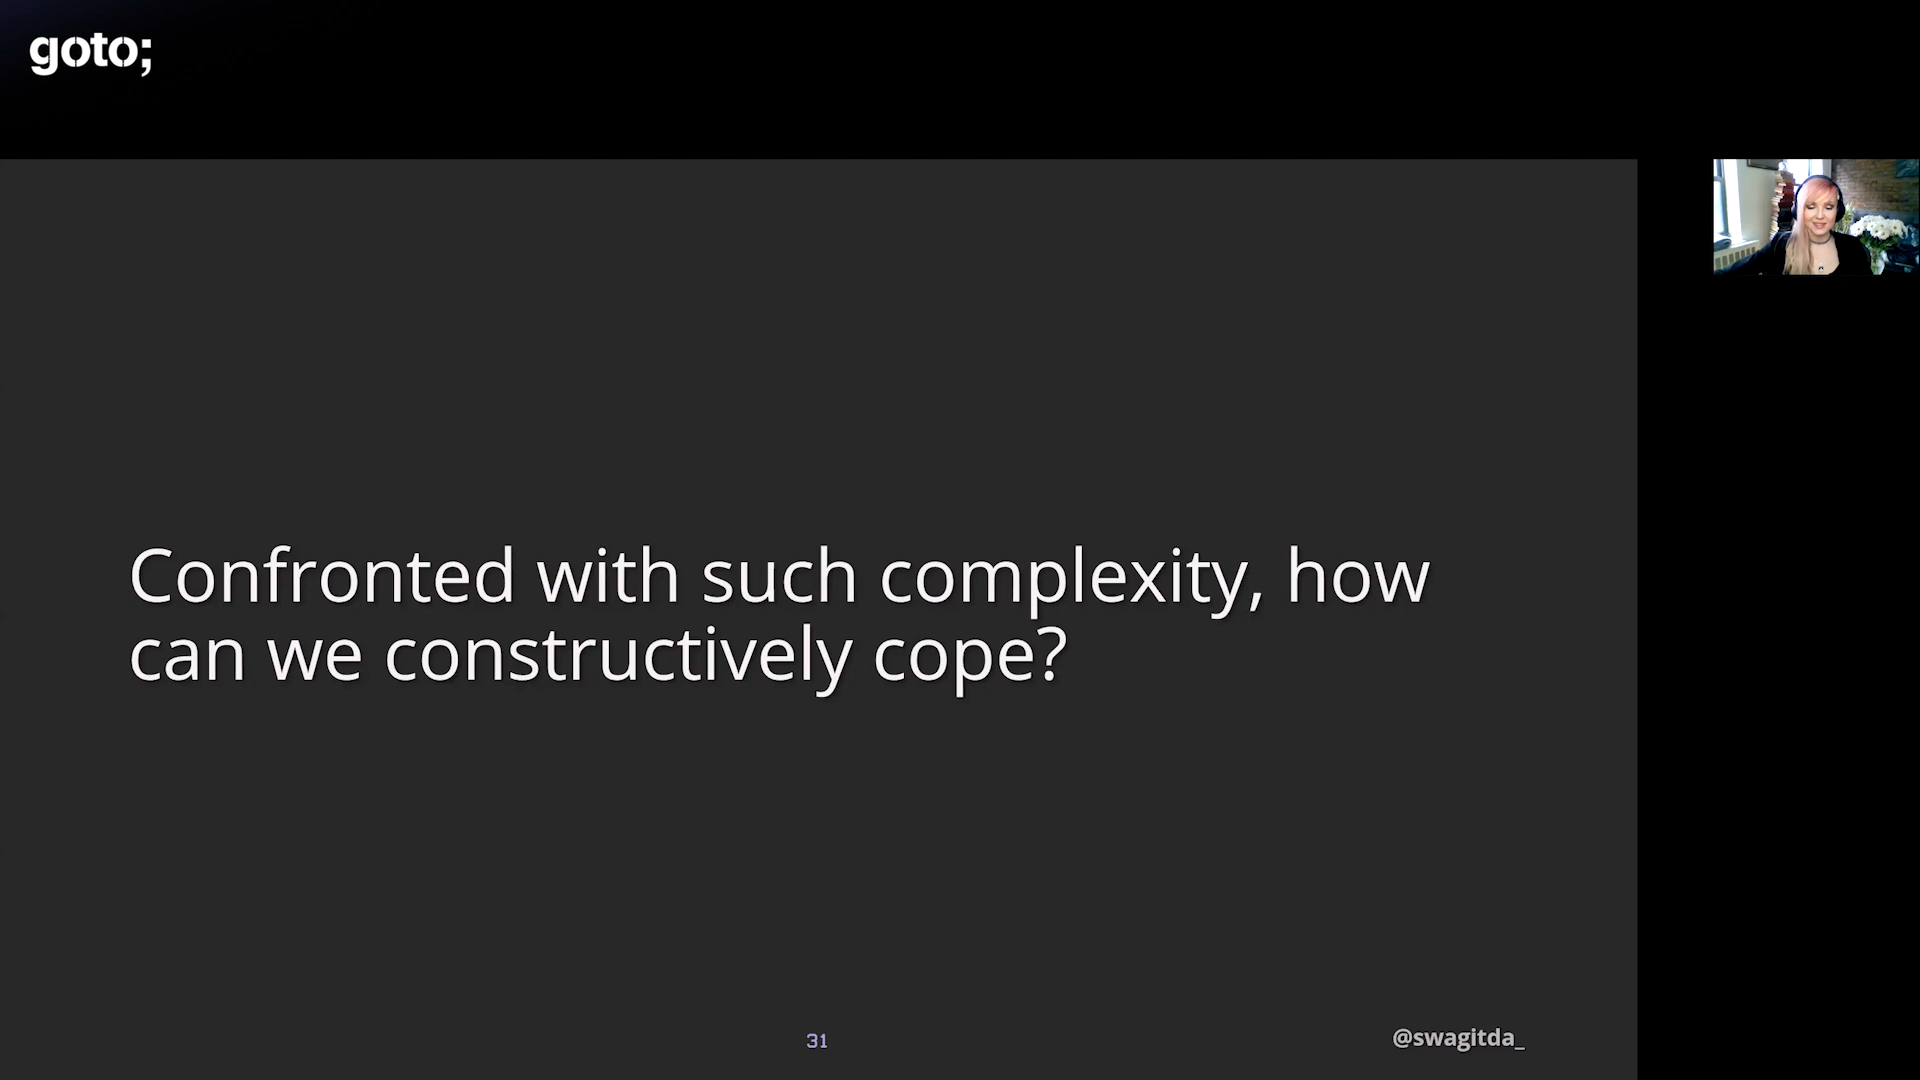 goto;
Confronted with such complexity, how
can we constructively cope?
31
@swagitda_